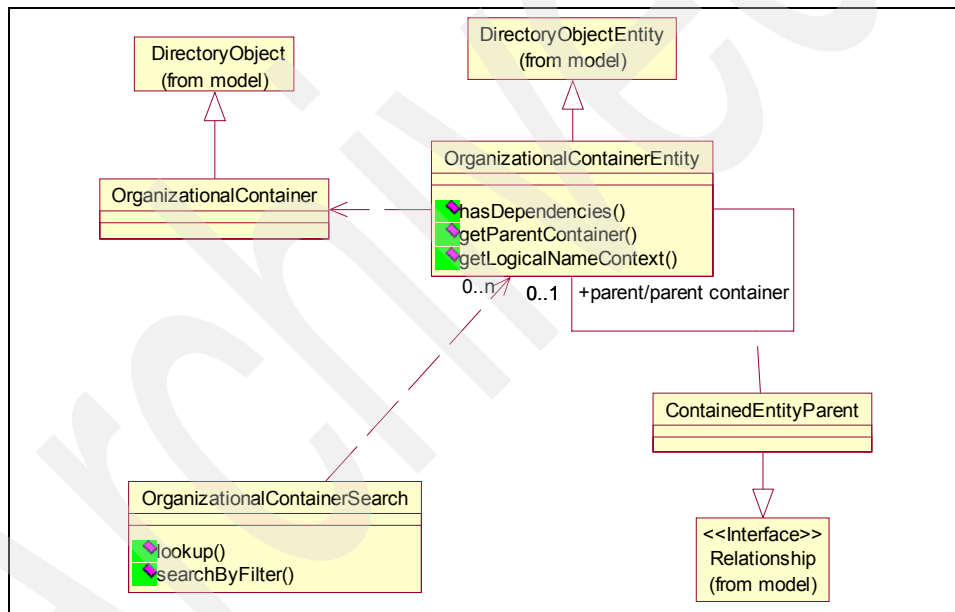 DirectoryObject
(from model)
DirectoryObjectEntity
(from model)
OrganizationalContainer
OrganizationalContainerEntity
hasDependencies()
getParentContainer()
getLogicalNameContext()
0..n
0..1
+parent/parent container
ContainedEntityParent
OrganizationalContainerSearch
lookup()
searchByFilter()
<<Interface>>
Relationship
(from model)